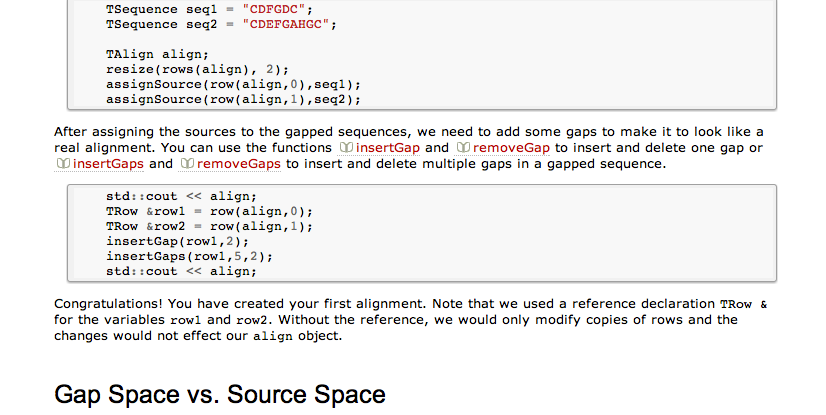 TSequence seq1 = "CDFGDC";
TSequence seq2 = "CDEFGAHGC";
TAlign align;
resize(rows(align), 2);
assignSource(row(align,0),seq1);
assignSource(row(align,1),seq2);
After assigning the sources to the gapped sequences, we need to add some gaps to make it to look like a
real alignment. You can use the functions insertGap and removeGap to insert and delete one gap or
insertGaps and removeGaps to insert and delete multiple gaps in a gapped sequence.
std::cout << align;
TRow &row1 = row(align,0);
TRow &row2 = row(align,1);
insertGap(row1,2);
insertGaps(row1,5,2);
std::cout << align;
Congratulations! You have created your first alignment. Note that we used a reference declaration TRow &
for the variables row1 and row2. Without the reference, we would only modify copies of rows and the
changes would not effect our align object.
Gap Space vs. Source Space